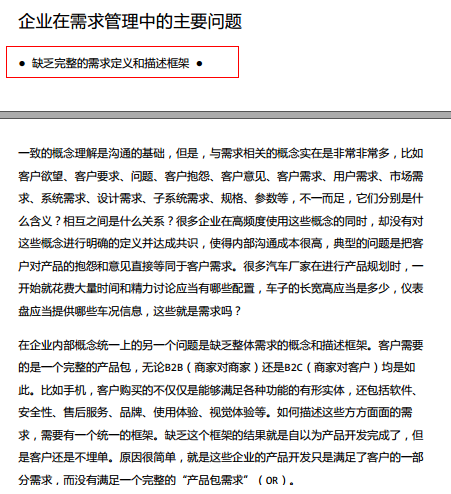 企业在需求管理中的主要问题
● 缺乏完整的需求定义和描述框架 ●
一致的概念理解是沟通的基础，但是，与需求相关的概念实在是非常非常多，比如
客户欲望、客户要求、问题、客户抱怨、客户意见、客户需求、用户需求、市场需
求、系统需求、设计需求、子系统需求、规格、参数等，不一而足，它们分别是什
么含义？相互之间是什么关系？很多企业在高频度使用这些概念的同时，却没有对
这些概念进行明确的定义并达成共识，使得内部沟通成本很高，典型的问题是把客
户对产品的抱怨和意见直接等同于客户需求。很多汽车厂家在进行产品规划时，一
开始就花费大量时间和精力讨论应当有哪些配置，车子的长宽高应当是多少，仪表
盘应当提供哪些车况信息，这些就是需求吗？
在企业内部概念统一上的另一个问题是缺乏整体需求的概念和描述框架。客户需要
的是一个完整的产品包，无论B2B（商家对商家）还是B2C（商家对客户）均是如
此。比如手机，客户购买的不仅仅是能够满足各种功能的有形实体，还包括软件、
安全性、售后服务、品牌、使用体验、视觉体验等。如何描述这些方方面面的需
求，需要有一个统一的框架。缺乏这个框架的结果就是自以为产品开发完成了，但
是客户还是不埋单。原因很简单，就是这些企业的产品开发只是满足了客户的一部
分需求，而没有满足一个完整的“产品包需求”（OR）。